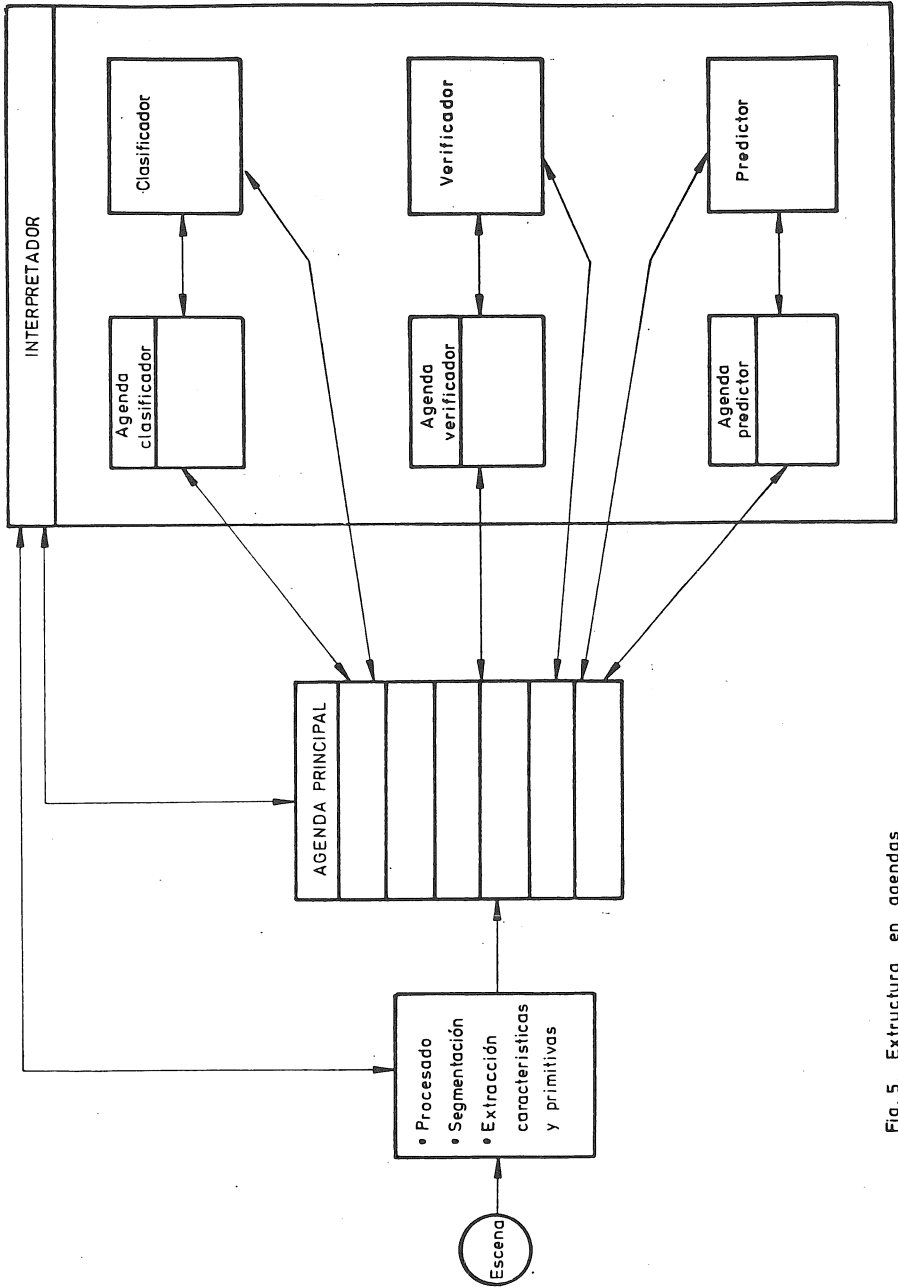 INTERPRETADOR
Clasificador
Verificador
Predictor
Agenda
clasificador
Agenda
verificador
Agenda
predictor
AGENDA PRINCIPAL
• Procesado
• Segmentación
• Extracción
características
y primitivas
Escena
Fig. 5 Extructura en agendas